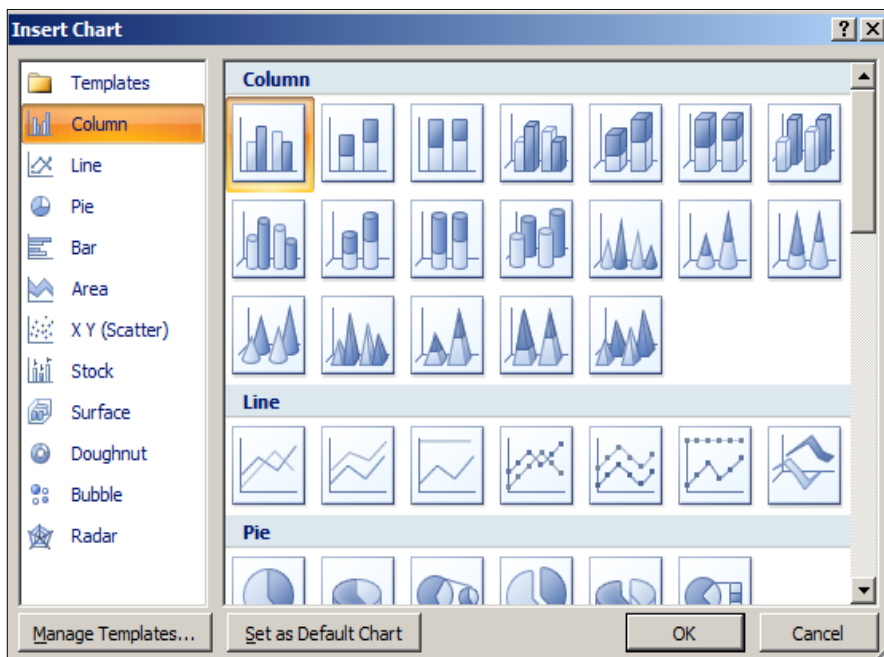 Insert Chart
Templates
Column
Line
Pie
Bar
Area
X Y (Scatter)
Stock
Surface
Doughnut
Bubble
Radar
Column
Line
Pie
Manage Templates...
Set as Default Chart
OK
Cancel